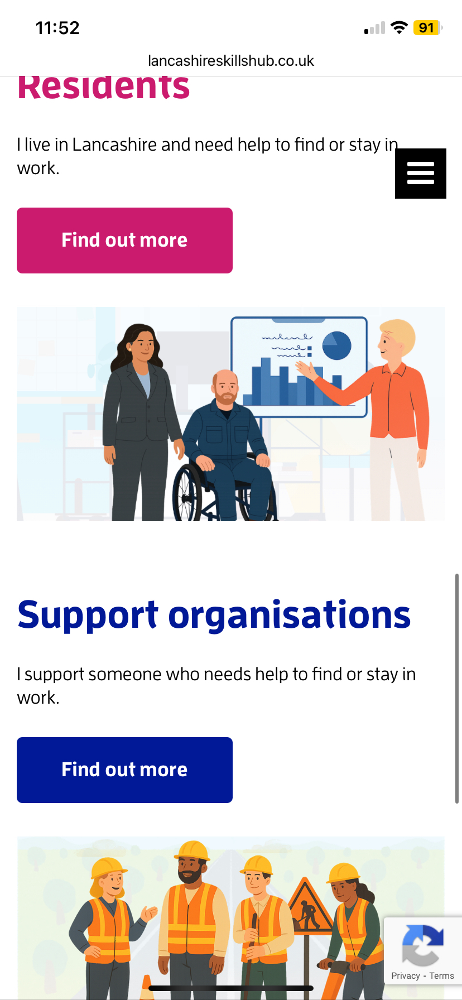 11:52
91
lancashireskillshub.co.uk
Residents
I live in Lancashire and need help to find or stay in
work.
Find out more
Support organisations
I support someone who needs help to find or stay in
work.
Find out more
Privacy - Terms